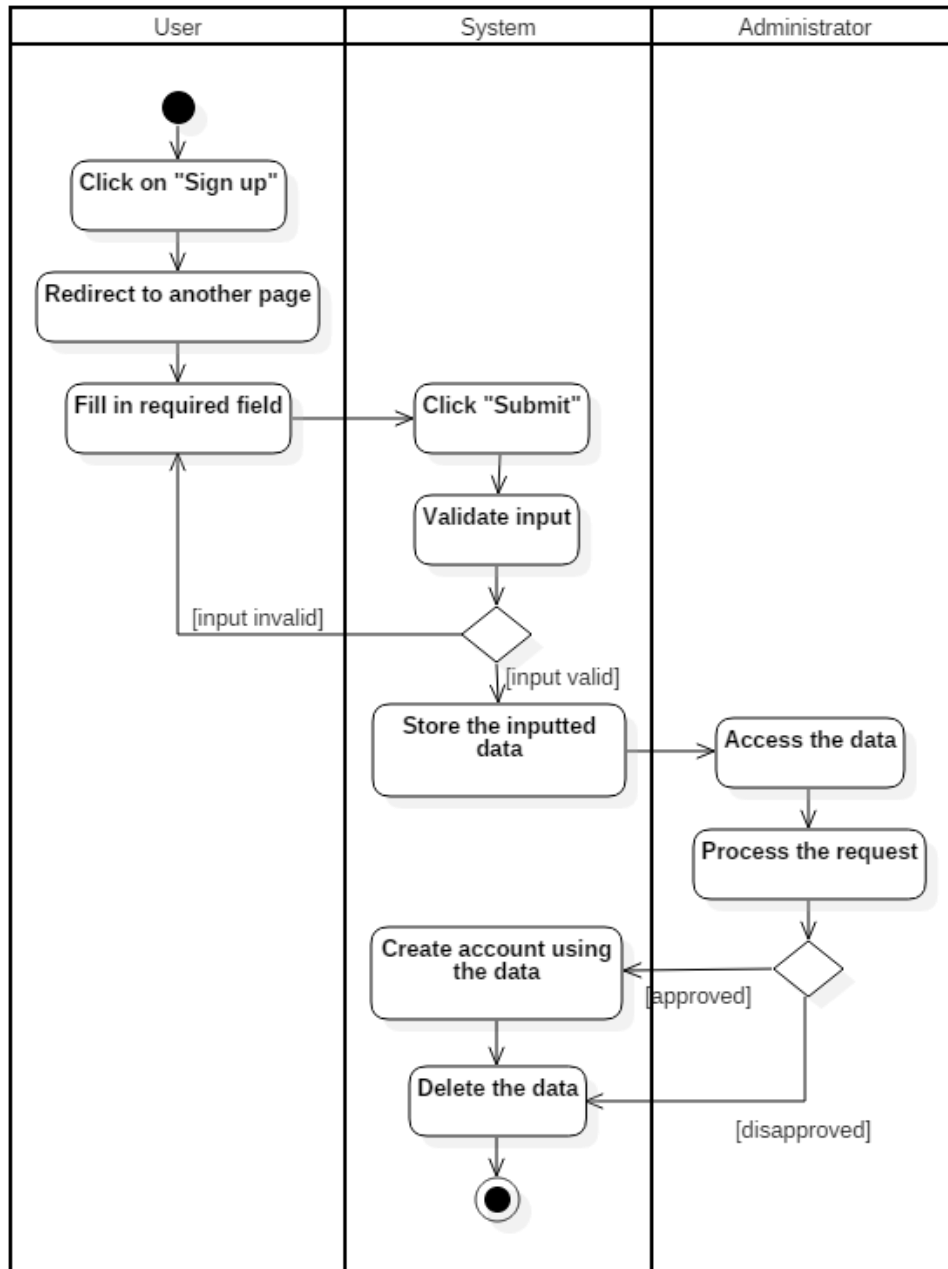 User
System
Administrator
Click on "Sign up"
Redirect to another page
Fill in required field
Click "Submit"
Validate input
[input invalid]
[input valid]
Store the inputted
data
Access the data
Process the request
Create account using
the data
[approved]
Delete the data
[disapproved]